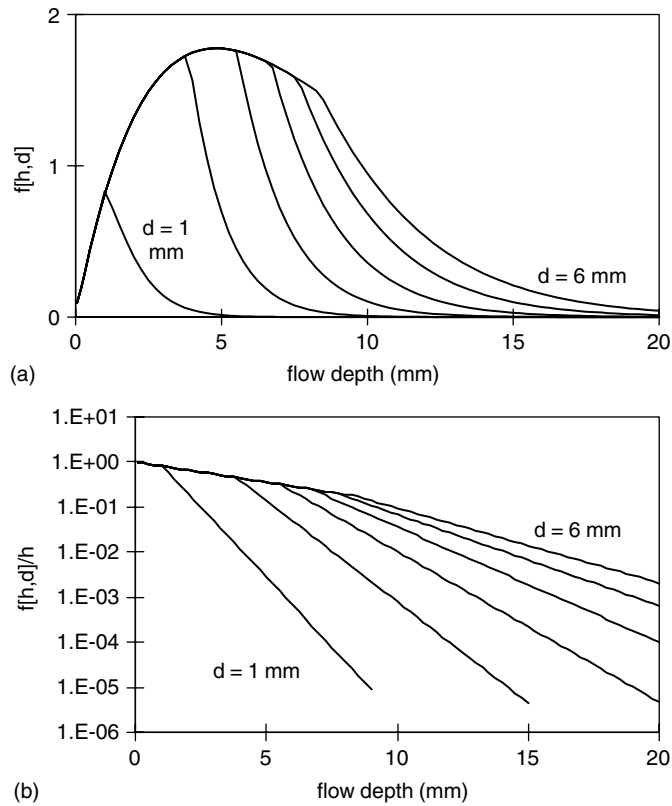 2
1
0
f[h,d]
d = 1
mm
d = 6 mm
0 5 10 15 20
(a) flow depth (mm)
1.E+01
1.E+00
1.E-01
1.E-02
1.E-03
1.E-04
1.E-05
1.E-06
f[h,d]/h
d = 6 mm
d = 1 mm
0 5 10 15 20
(b) flow depth (mm)